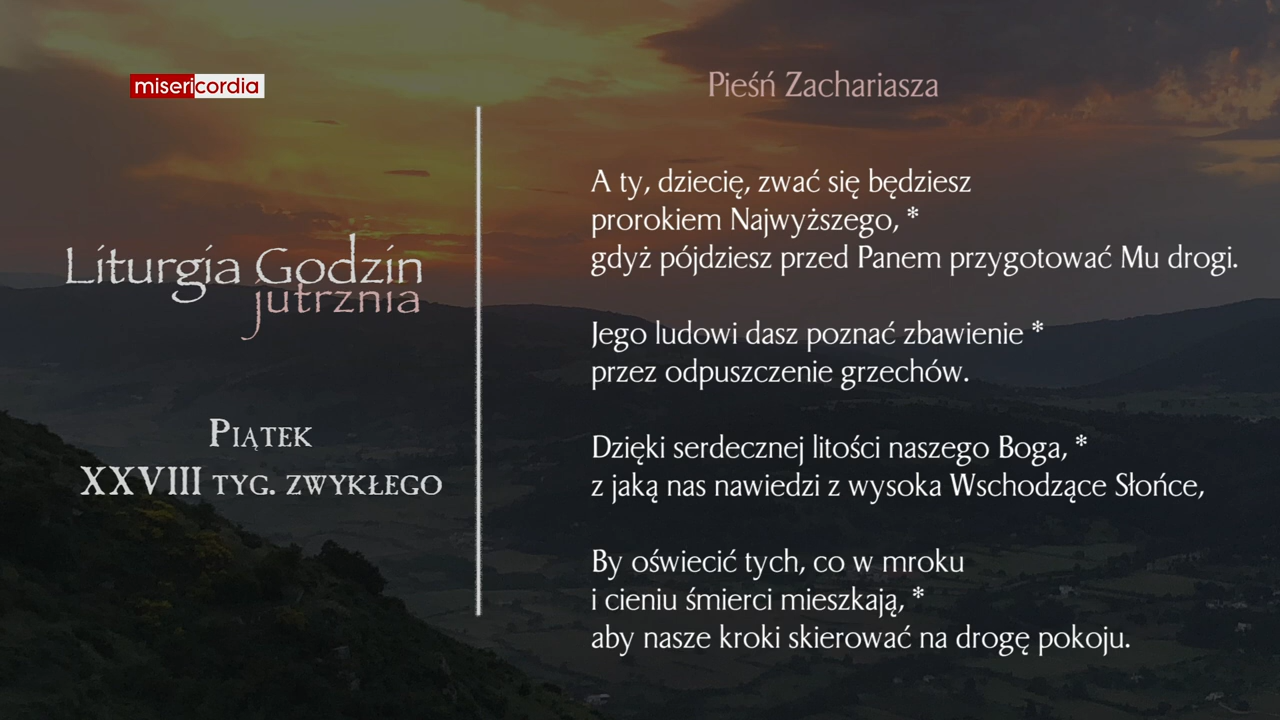 misericordia
Liturgia Godzin
jutrznia
Piątek
XXVIII tyg. zwykłego
Pieśń Zachariasza
A ty, dziecię, zwać się będziesz
prorokiem Najwyższego, *
gdyż pójdziesz przed Panem przygotować Mu drogi.
Jego ludowi dasz poznać zbawienie *
przez odpuszczenie grzechów.
Dzięki serdecznej litości naszego Boga, *
z jaką nas nawiedzi z wysoka Wschodzące Słońce,
By oświecić tych, co w mroku
i cieniu śmierci mieszkają, *
aby nasze kroki skierować na drogę pokoju.